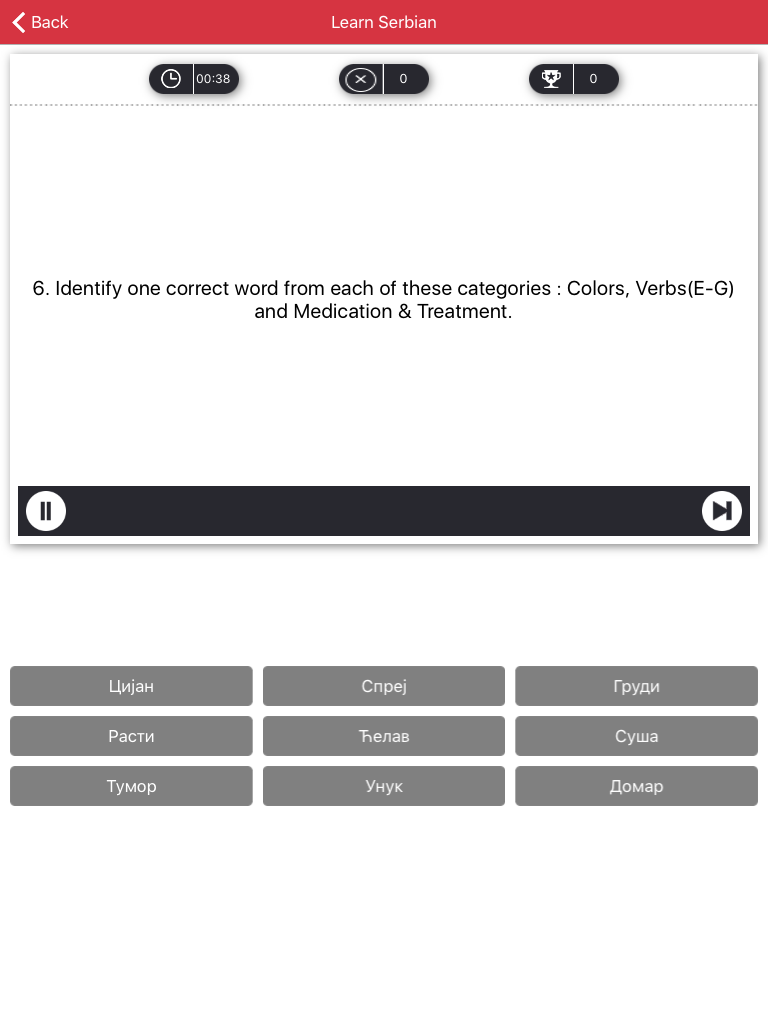 Back
Learn Serbian
00:38
0
0
6. Identify one correct word from each of these categories : Colors, Verbs(E-G)
and Medication & Treatment.
Цијан
Спреј
Груди
Расти
Ћелав
Суша
Тумор
Унук
Домар